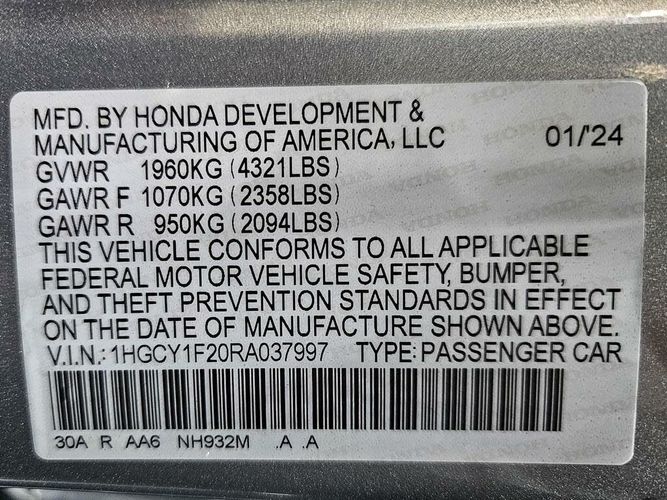 MFD. BY HONDA DEVELOPMENT &
MANUFACTURING OF AMERICA, LLC 01/'24
GVWR 1960KG (4321LBS)
GAWR F 1070KG (2358LBS)
GAWR R 950KG (2094LBS)
THIS VEHICLE CONFORMS TO ALL APPLICABLE
FEDERAL MOTOR VEHICLE SAFETY, BUMPER,
AND THEFT PREVENTION STANDARDS IN EFFECT
ON THE DATE OF MANUFACTURE SHOWN ABOVE.
V.I.N.: 1HGCY1F20RA037997 TYPE: PASSENGER CAR
30A R AA6 NH932M .A .A